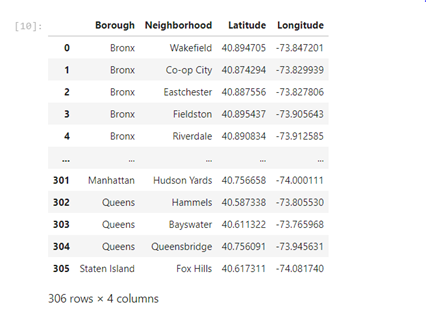 [10]:
Borough Neighborhood Latitude Longitude
0 Bronx Wakefield 40.894705 -73.847201
1 Bronx Co-op City 40.874294 -73.829939
2 Bronx Eastchester 40.887556 -73.827806
3 Bronx Fieldston 40.895437 -73.905643
4 Bronx Riverdale 40.890834 -73.912585
... ... ... ... ...
301 Manhattan Hudson Yards 40.756658 -74.000111
302 Queens Hammels 40.587338 -73.805530
303 Queens Bayswater 40.611322 -73.765968
304 Queens Queensbridge 40.756091 -73.945631
305 Staten Island Fox Hills 40.617311 -74.081740
306 rows × 4 columns